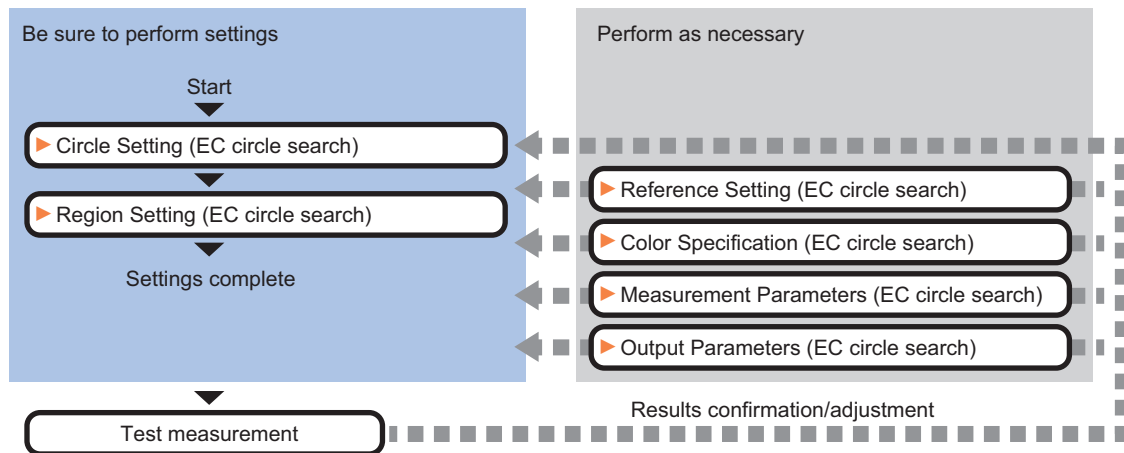 Be sure to perform settings
Start
Circle Setting (EC circle search)
Region Setting (EC circle search)
Settings complete
Perform as necessary
Reference Setting (EC circle search)
Color Specification (EC circle search)
Measurement Parameters (EC circle search)
Output Parameters (EC circle search)
Test measurement
Results confirmation/adjustment